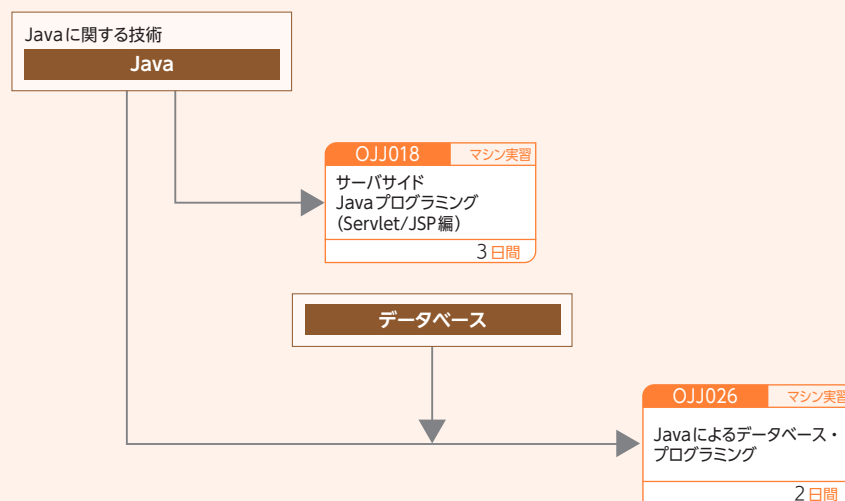 Javaに関する技術
Java
OJJ018 マシン実習
サーバサイド
Javaプログラミング
(Servlet/JSP編)
3日間
データベース
OJJ026 マシン実習
Javaによるデータベース・
プログラミング
2日間